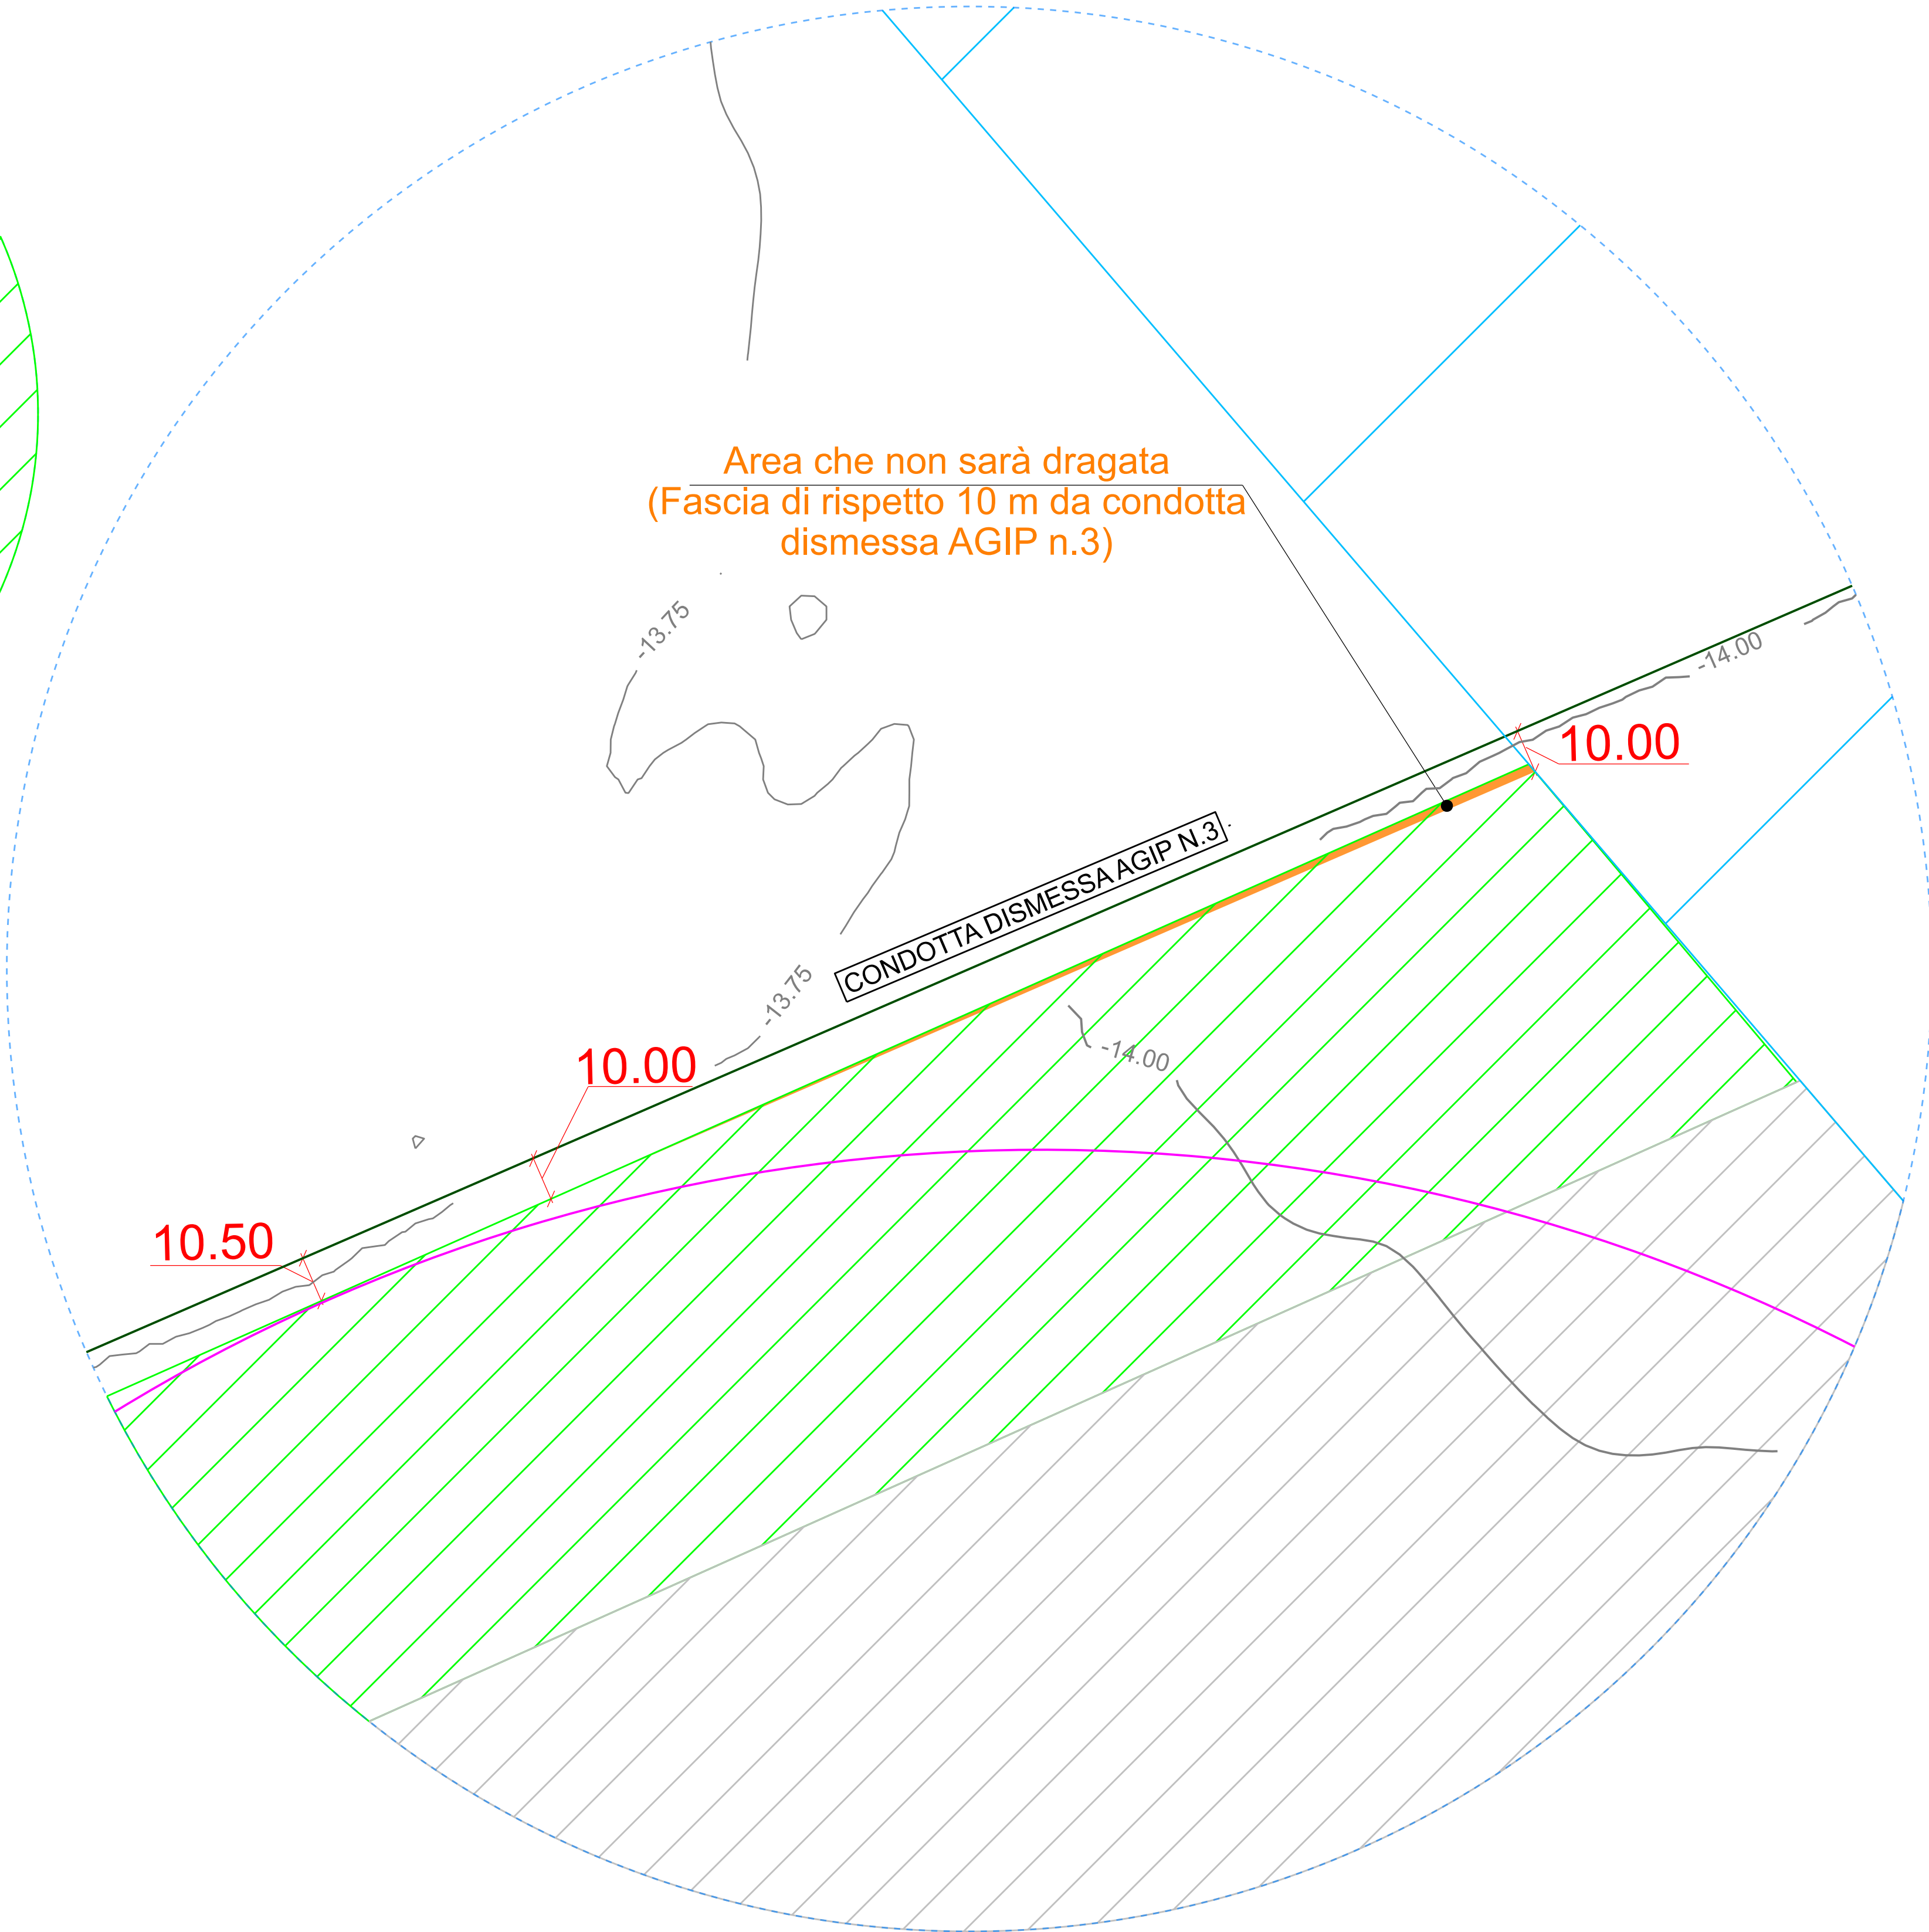 Area che non sarà dragata
(Fascia di rispetto 10 m da condotta
dismessa AGIP n.3)
-13.75
-14.00
10.00
CONDOTTA DISMESSA AGIP N.3
-13.75
-14.00
10.00
10.50